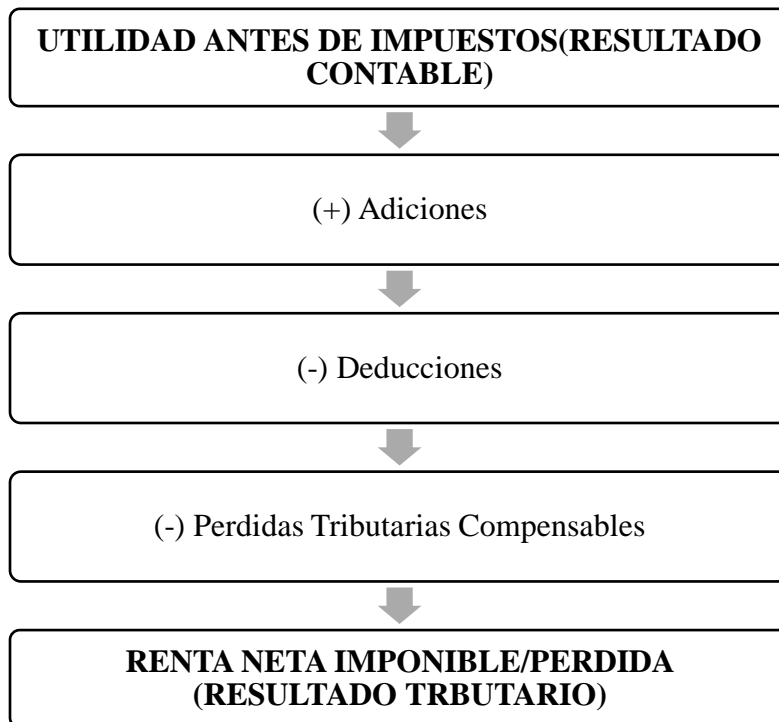 UTILIDAD ANTES DE IMPUESTOS(RESULTADO
CONTABLE)
(+) Adiciones
(-) Deducciones
(-) Perdidas Tributarias Compensables
RENTA NETA IMPONIBLE/PERDIDA
(RESULTADO TRBUTARIO)